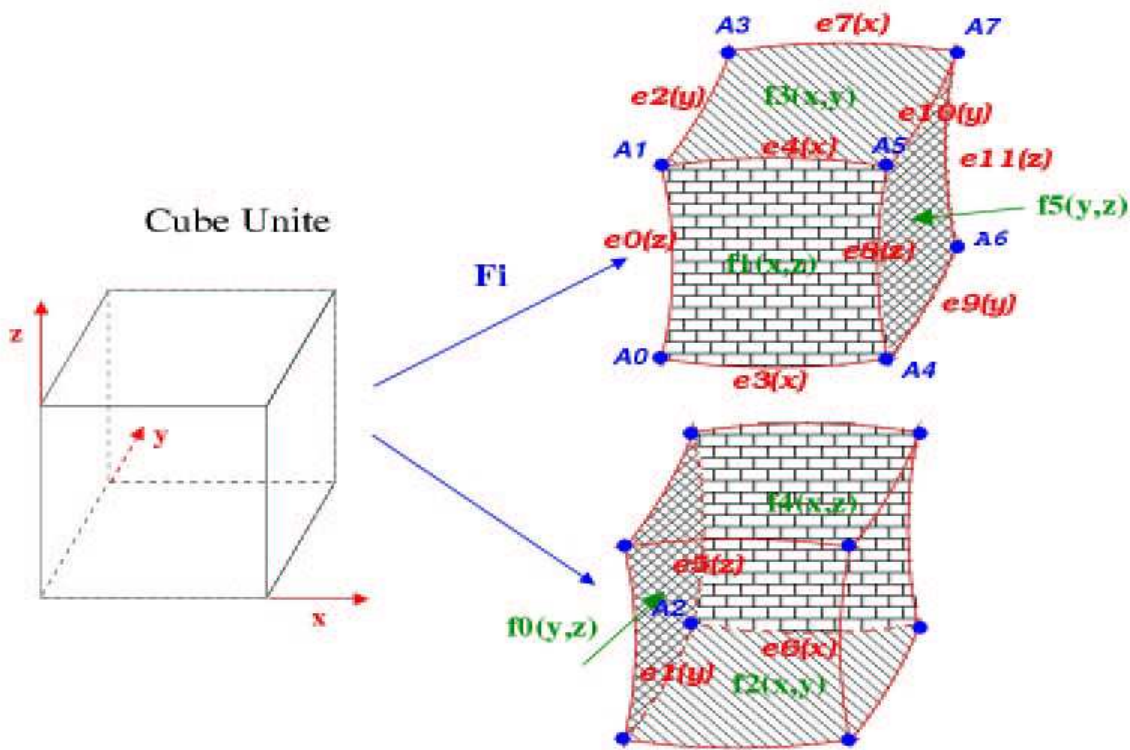 A3
e7(x)
A7
e2(y)
f3(x,y)
e10(y)
A1
e4(x)
A5
e11(z)
Cube Unite
f5(y,z)
e0(z)
f1(x,z)
e8(z)
A6
Fi
e9(y)
z
A0
e3(x)
A4
y
f4(x,z)
e5(z)
x
f0(y,z)
A2
e6(x)
e1(y)
f2(x,y)